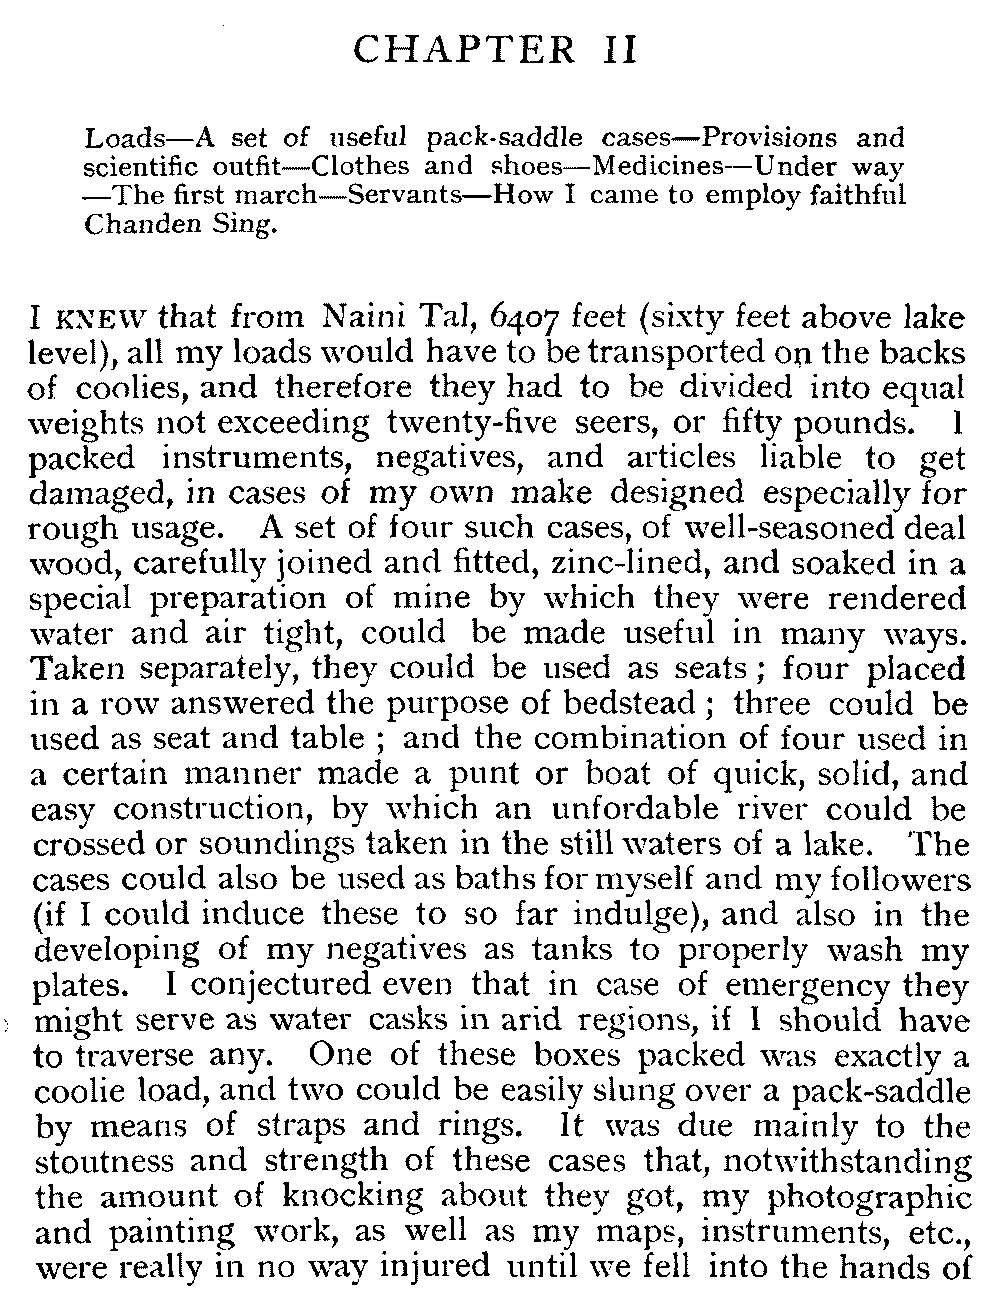 CHAPTER II
Loads—A set of useful pack-saddle cases—Provisions and
scientific outfit—Clothes and shoes—Medicines—Under way
—The first march—Servants—How I came to employ faithful
Chanden Sing.
I KNEW that from Naini Tal, 6407 feet (sixty feet above lake
level), all my loads would have to be transported on the backs
of coolies, and therefore they had to be divided into equal
weights not exceeding twenty-five seers, or fifty pounds. I
packed instruments, negatives, and articles liable to get
damaged, in cases of my own make designed especially for
rough usage. A set of four such cases, of well-seasoned deal
wood, carefully joined and fitted, zinc-lined, and soaked in a
special preparation of mine by which they were rendered
water and air tight, could be made useful in many ways.
Taken separately, they could be used as seats; four placed
in a row answered the purpose of bedstead; three could be
used as seat and table; and the combination of four used in
a certain manner made a punt or boat of quick, solid, and
easy construction, by which an unfordable river could be
crossed or soundings taken in the still waters of a lake. The
cases could also be used as baths for myself and my followers
(if I could induce these to so far indulge), and also in the
developing of my negatives as tanks to properly wash my
plates. I conjectured even that in case of emergency they
might serve as water casks in arid regions, if I should have
to traverse any. One of these boxes packed was exactly a
coolie load, and two could be easily slung over a pack-saddle
by means of straps and rings. It was due mainly to the
stoutness and strength of these cases that, notwithstanding
the amount of knocking about they got, my photographic
and painting work, as well as my maps, instruments, etc.,
were really in no way injured until we fell into the hands of